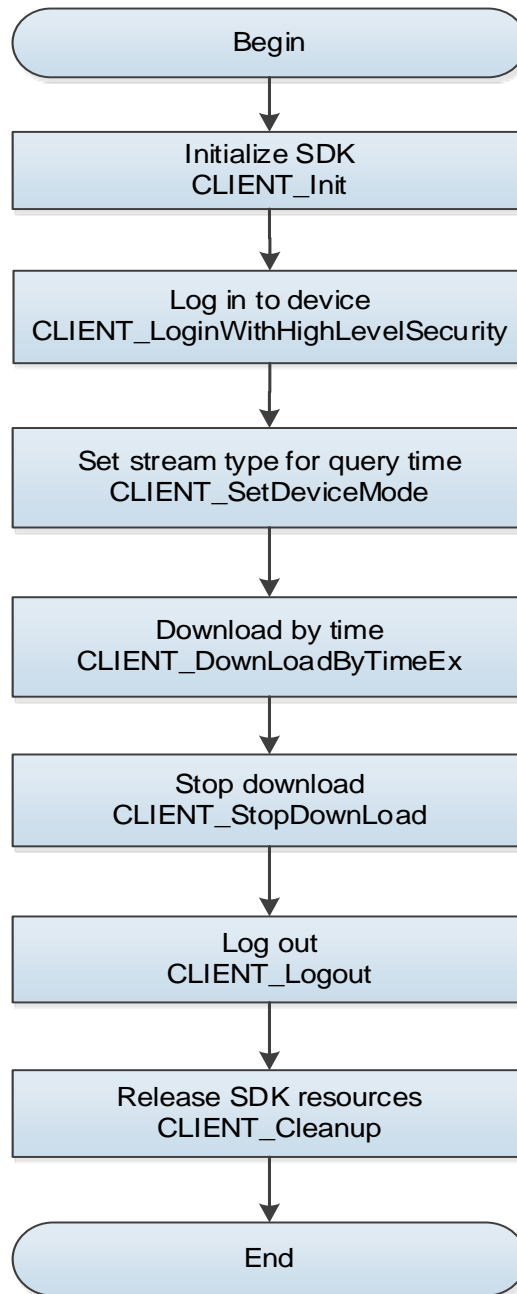 Begin
Initialize SDK
CLIENT_Init
Log in to device
CLIENT_LoginWithHighLevelSecurity
Set stream type for query time
CLIENT_SetDeviceMode
Download by time
CLIENT_DownLoadByTimeEx
Stop download
CLIENT_StopDownLoad
Log out
CLIENT_Logout
Release SDK resources
CLIENT_Cleanup
End